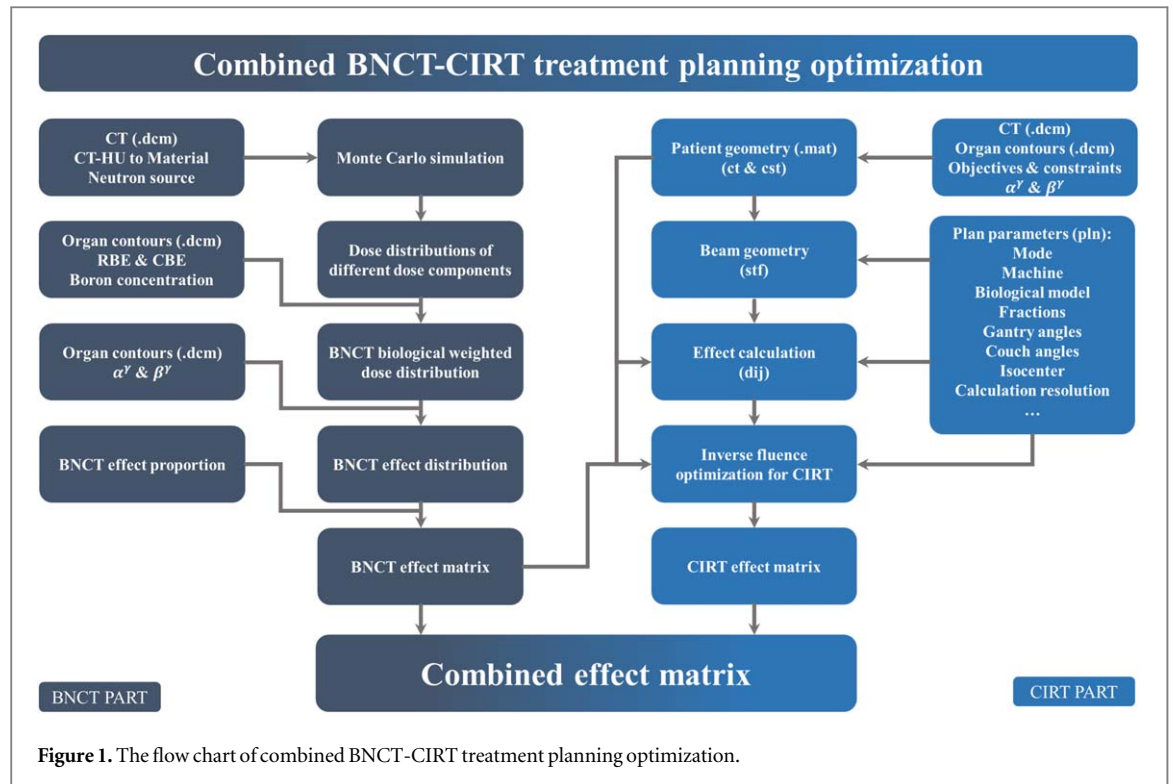 Combined BNCT-CIRT treatment planning optimization
CT (.dcm)
CT-HU to Material
Neutron source
Monte Carlo simulation
Organ contours (.dcm)
RBE & CBE
Boron concentration
Dose distributions of
different dose components
Organ contours (.dcm)
α^γ & β^γ
BNCT biological weighted
dose distribution
BNCT effect proportion
BNCT effect distribution
BNCT effect matrix
Patient geometry (.mat)
(ct & cst)
CT (.dcm)
Organ contours (.dcm)
Objectives & constraints
α^γ & β^γ
Beam geometry
(stf)
Plan parameters (pln):
Mode
Machine
Biological model
Fractions
Gantry angles
Couch angles
Isocenter
Calculation resolution
…
Effect calculation
(dij)
Inverse fluence
optimization for CIRT
CIRT effect matrix
Combined effect matrix
BNCT PART
CIRT PART
Figure 1. The flow chart of combined BNCT-CIRT treatment planning optimization.